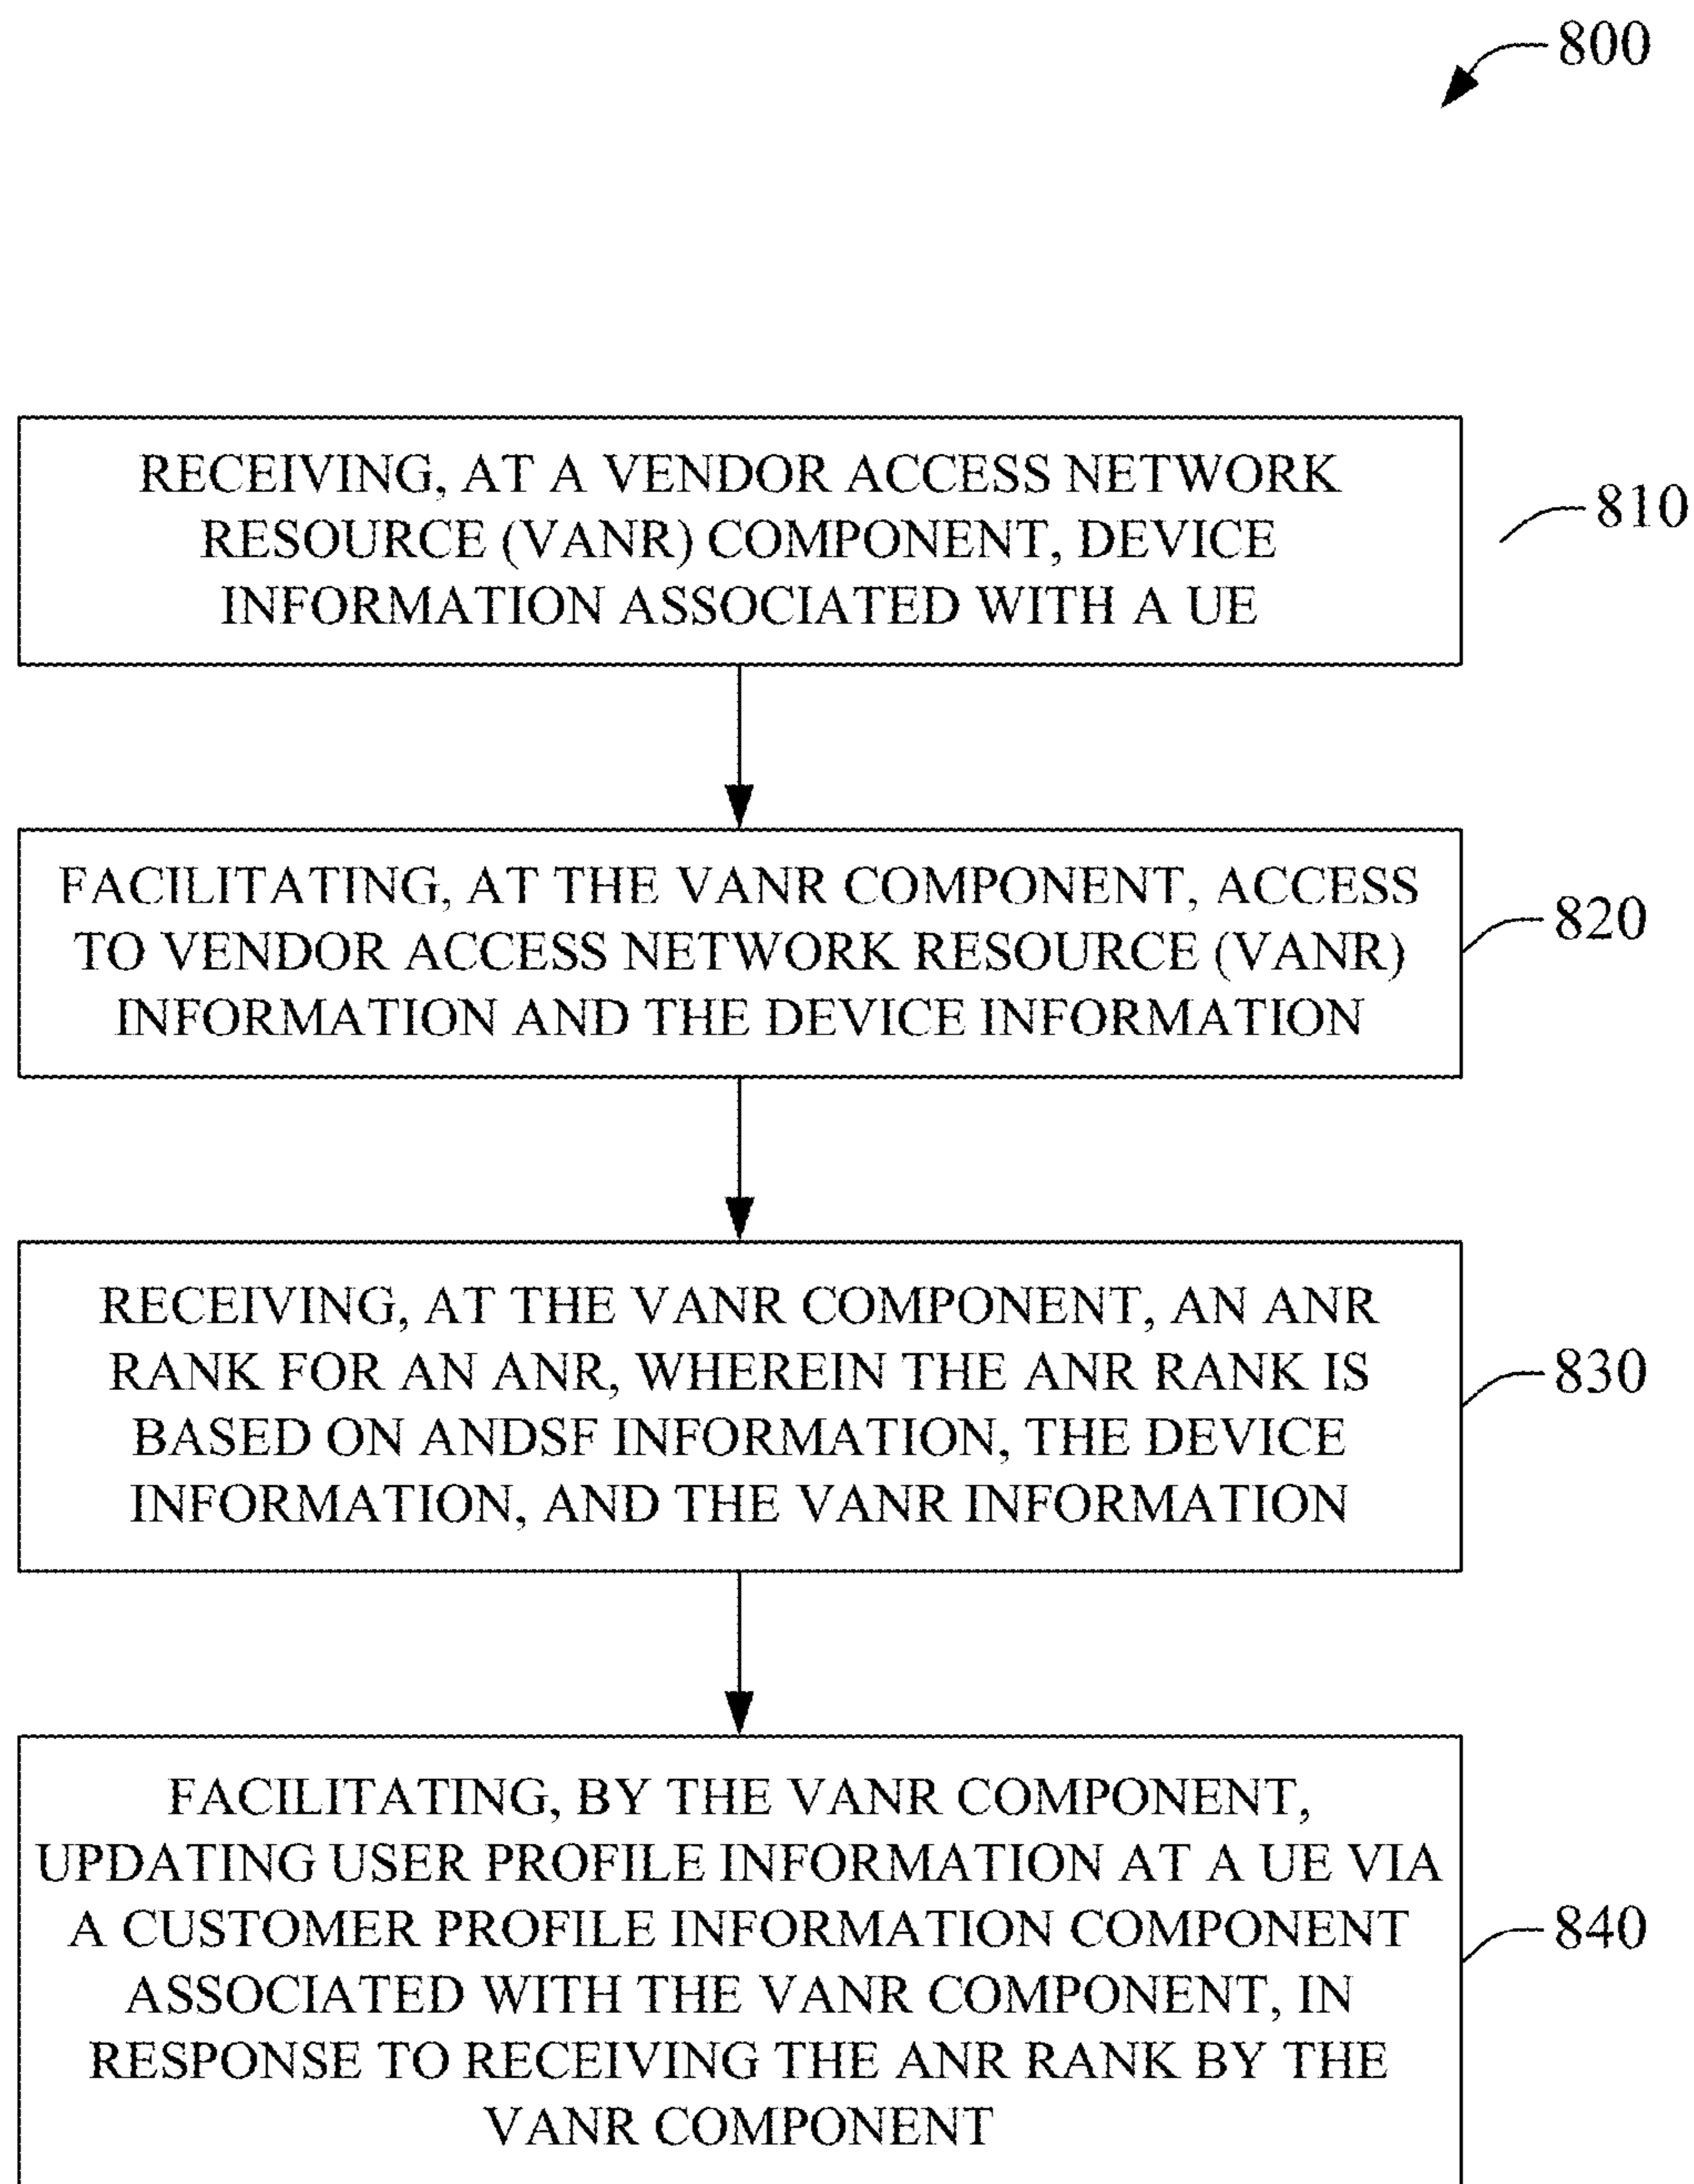 800
RECEIVING, AT A VENDOR ACCESS NETWORK
RESOURCE (VANR) COMPONENT, DEVICE
INFORMATION ASSOCIATED WITH A UE
810
FACILITATING, AT THE VANR COMPONENT, ACCESS
TO VENDOR ACCESS NETWORK RESOURCE (VANR)
INFORMATION AND THE DEVICE INFORMATION
820
RECEIVING, AT THE VANR COMPONENT, AN ANR
RANK FOR AN ANR, WHEREIN THE ANR RANK IS
BASED ON ANDSF INFORMATION, THE DEVICE
INFORMATION, AND THE VANR INFORMATION
830
FACILITATING, BY THE VANR COMPONENT,
UPDATING USER PROFILE INFORMATION AT A UE VIA
A CUSTOMER PROFILE INFORMATION COMPONENT
ASSOCIATED WITH THE VANR COMPONENT, IN
RESPONSE TO RECEIVING THE ANR RANK BY THE
VANR COMPONENT
840